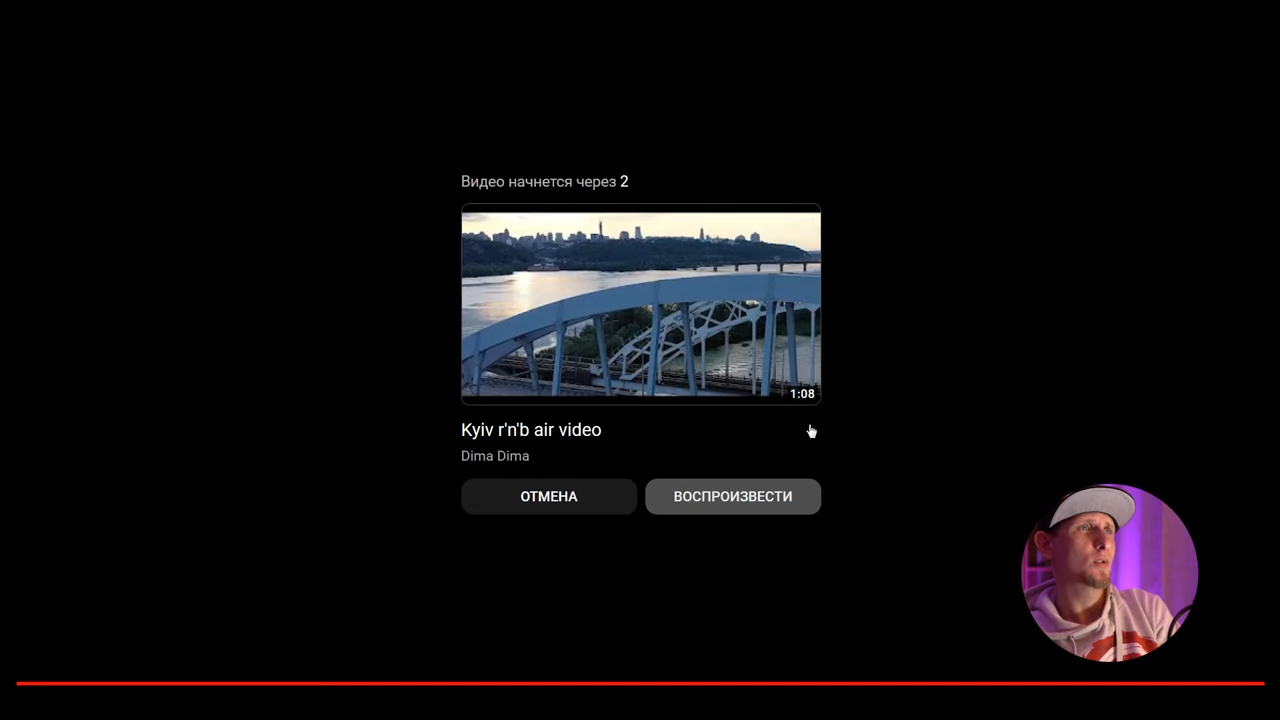 Видео начнется через 2
1:08
Kyiv r'n'b air video
Dima Dima
ОТМЕНА
ВОСПРОИЗВЕСТИ